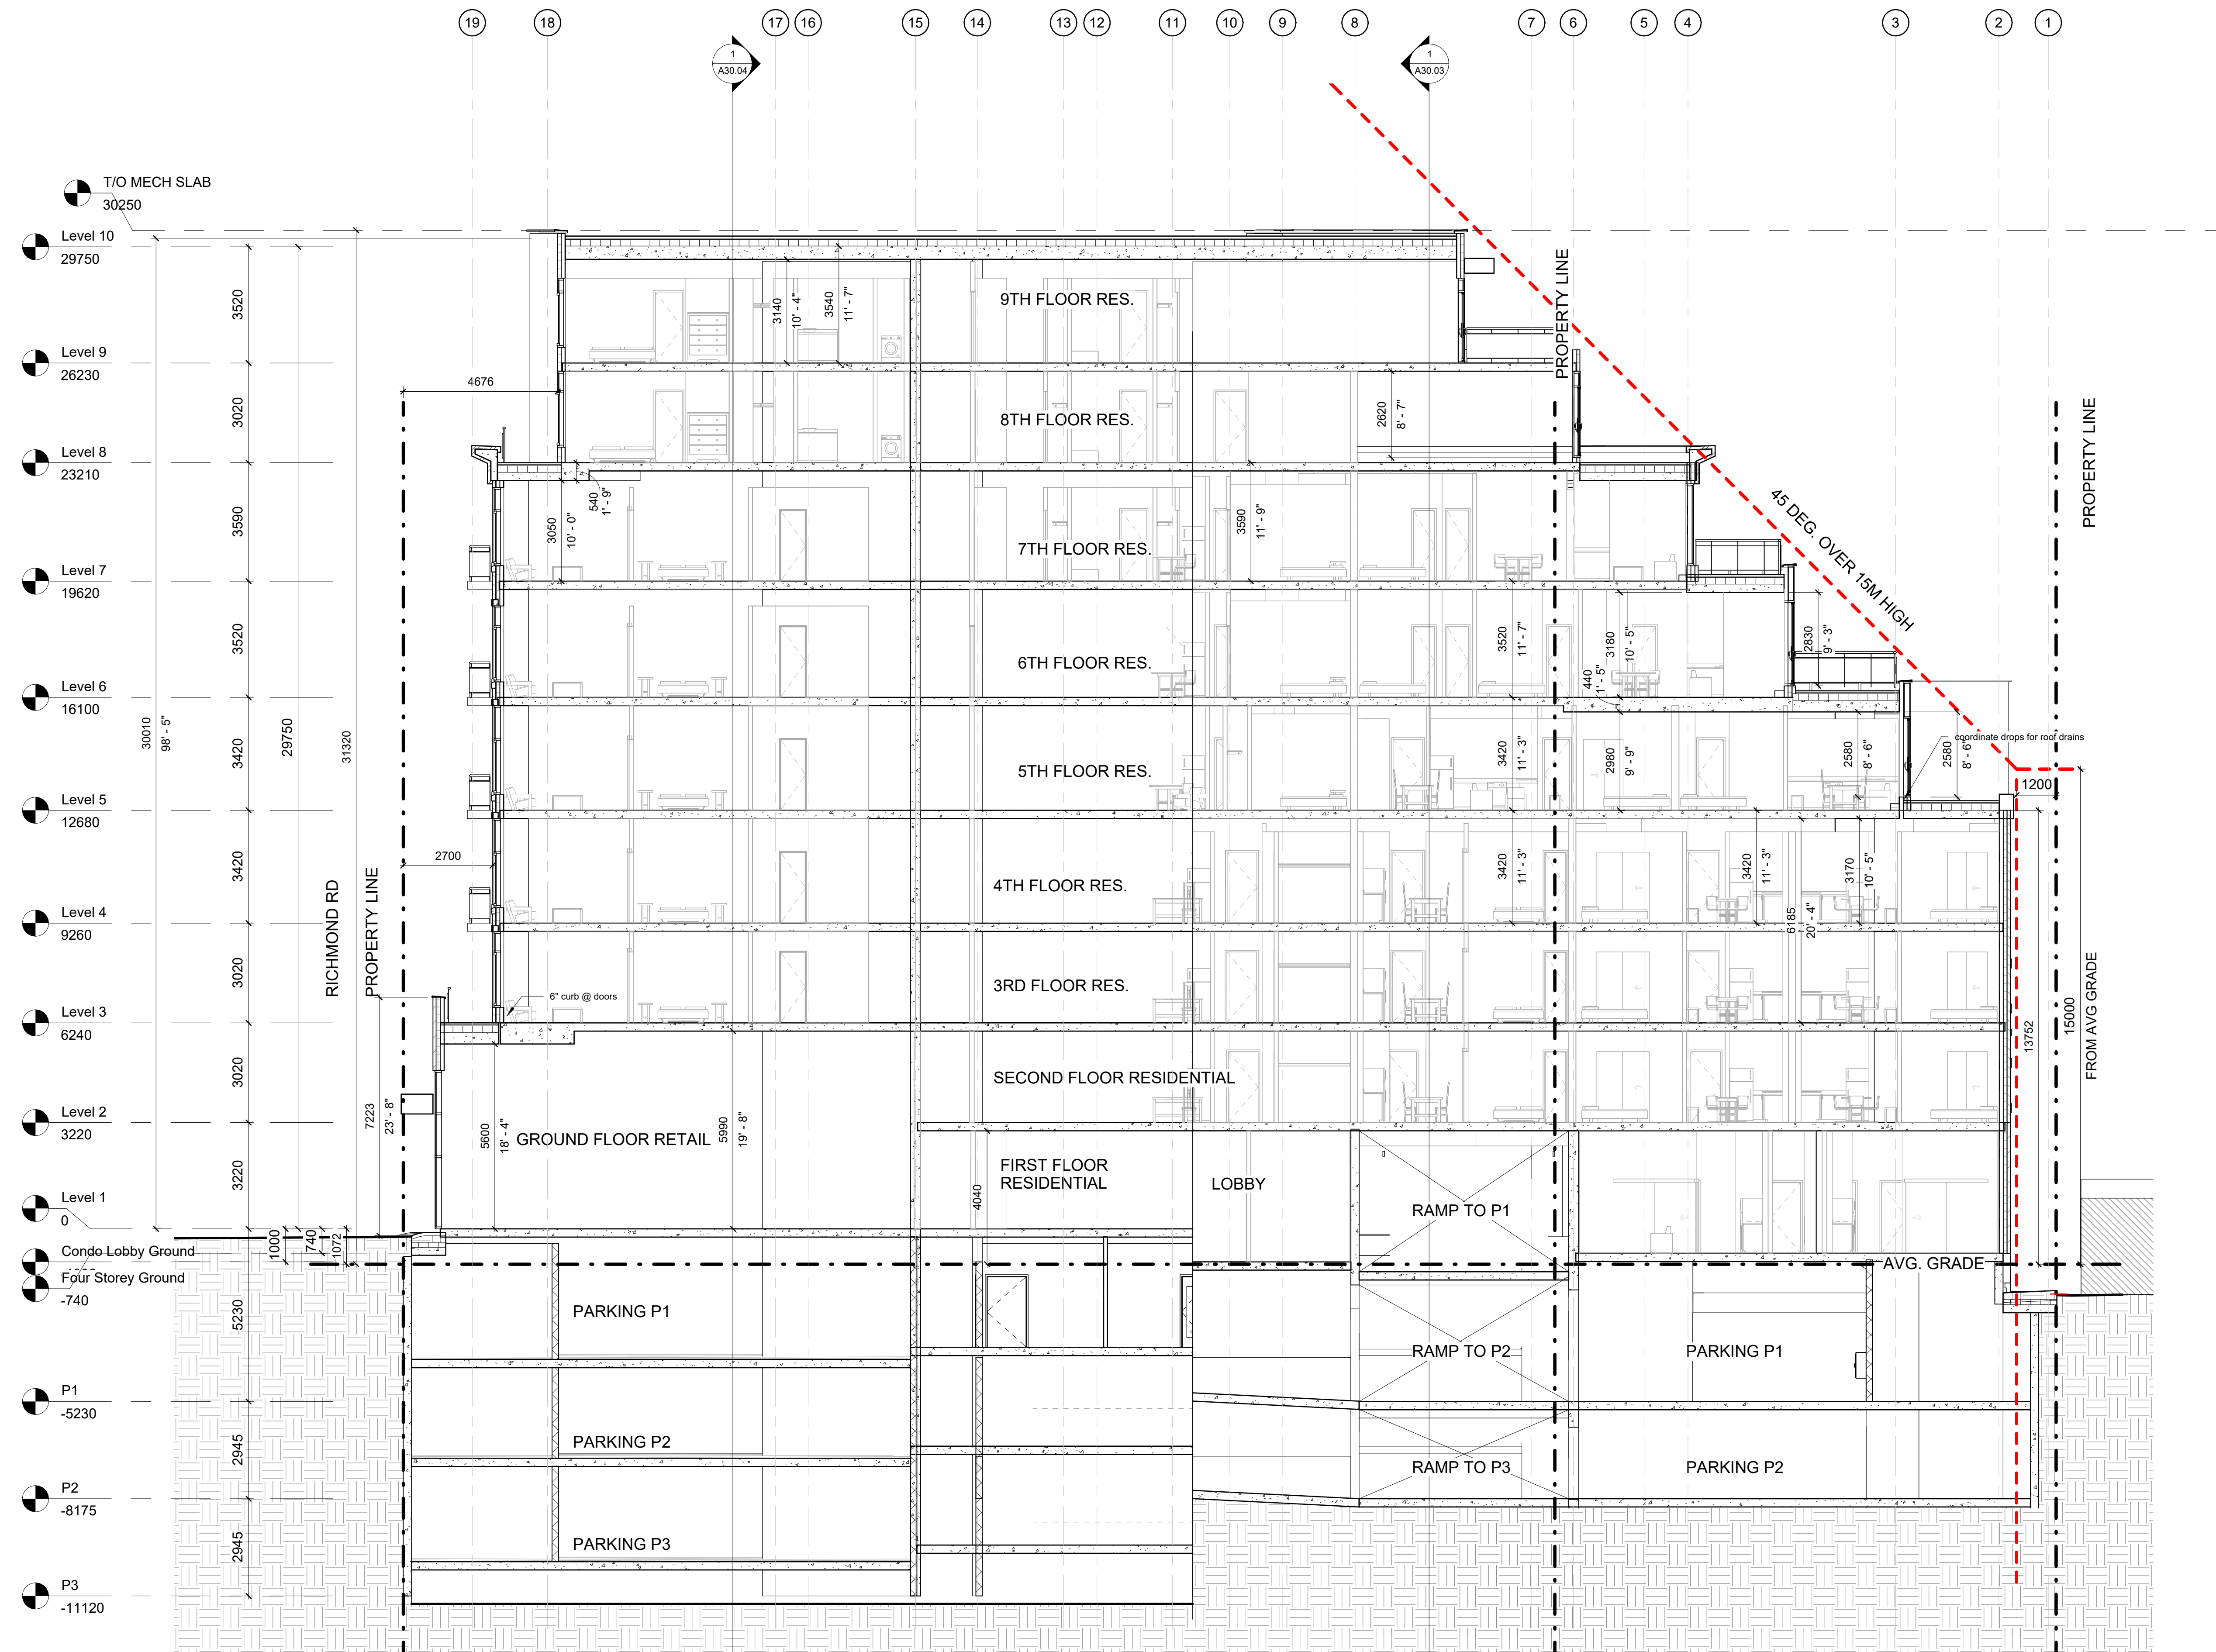 19
18
17
16
15
14
13
12
11
10
9
8
7
6
5
4
3
2
1
1
A30.04
1
A30.03
T/O MECH SLAB
30250
Level 10
29750
Level 9
26230
Level 8
23210
Level 7
19620
Level 6
16100
Level 5
12680
Level 4
9260
Level 3
6240
Level 2
3220
Level 1
0
Condo Lobby Ground
Four Storey Ground
-740
P1
-5230
P2
-8175
P3
-11120
3520
3020
3590
3520
3420
3420
3020
3020
3220
5230
2945
2945
30010
98' - 5"
29750
31320
1000
740
1072
RICHMOND RD
PROPERTY LINE
7223
23' - 8"
4676
2700
3140
10' - 4"
3540
11' - 7"
9TH FLOOR RES.
8TH FLOOR RES.
2620
8' - 7"
540
1' - 9"
3050
10' - 0"
3590
11' - 9"
7TH FLOOR RES.
6TH FLOOR RES.
3520
11' - 7"
3180
10' - 5"
440
1' - 5"
2830
9' - 3"
5TH FLOOR RES.
3420
11' - 3"
2980
9' - 9"
2580
8' - 6"
2580
8' - 6"
coordinate drops for roof drains
1200
4TH FLOOR RES.
3420
11' - 3"
3420
11' - 3"
3170
10' - 5"
6185
20' - 4"
3RD FLOOR RES.
6" curb @ doors
SECOND FLOOR RESIDENTIAL
GROUND FLOOR RETAIL
5600
18' - 4"
5990
19' - 8"
FIRST FLOOR
RESIDENTIAL
4040
LOBBY
RAMP TO P1
RAMP TO P2
RAMP TO P3
PARKING P1
PARKING P2
PARKING P3
PARKING P1
PARKING P2
AVG. GRADE
PROPERTY LINE
PROPERTY LINE
45 DEG. OVER 15M HIGH
13752
15000
FROM AVG GRADE